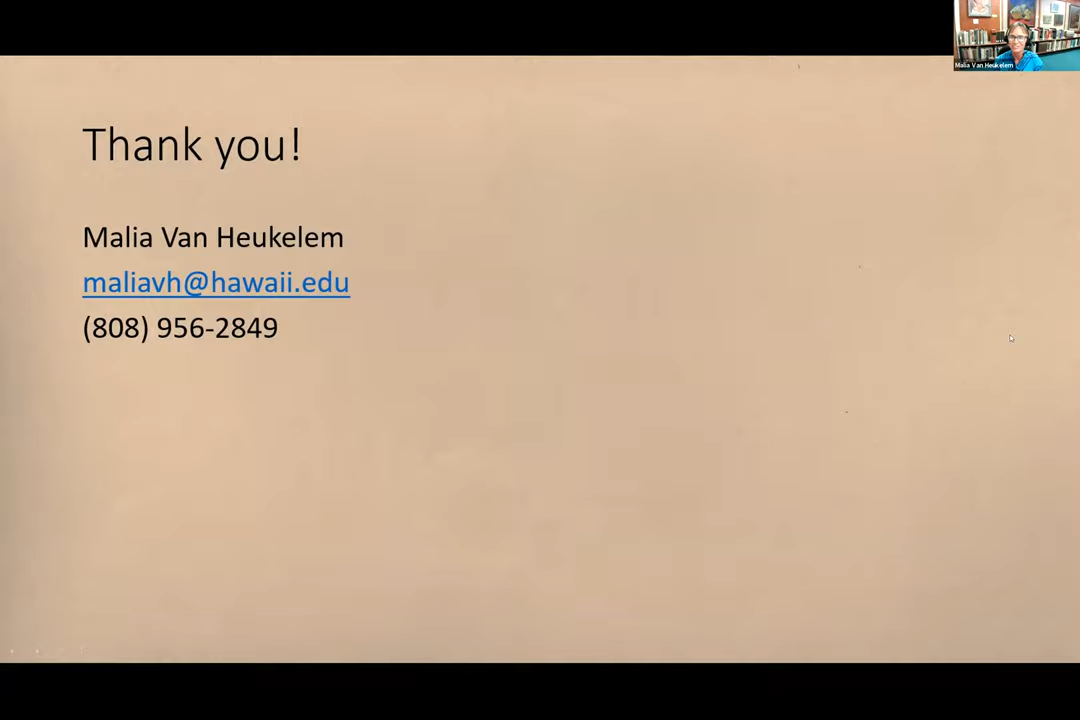 Malia Van Heukelem
Thank you!
Malia Van Heukelem
maliavh@hawaii.edu
(808) 956-2849